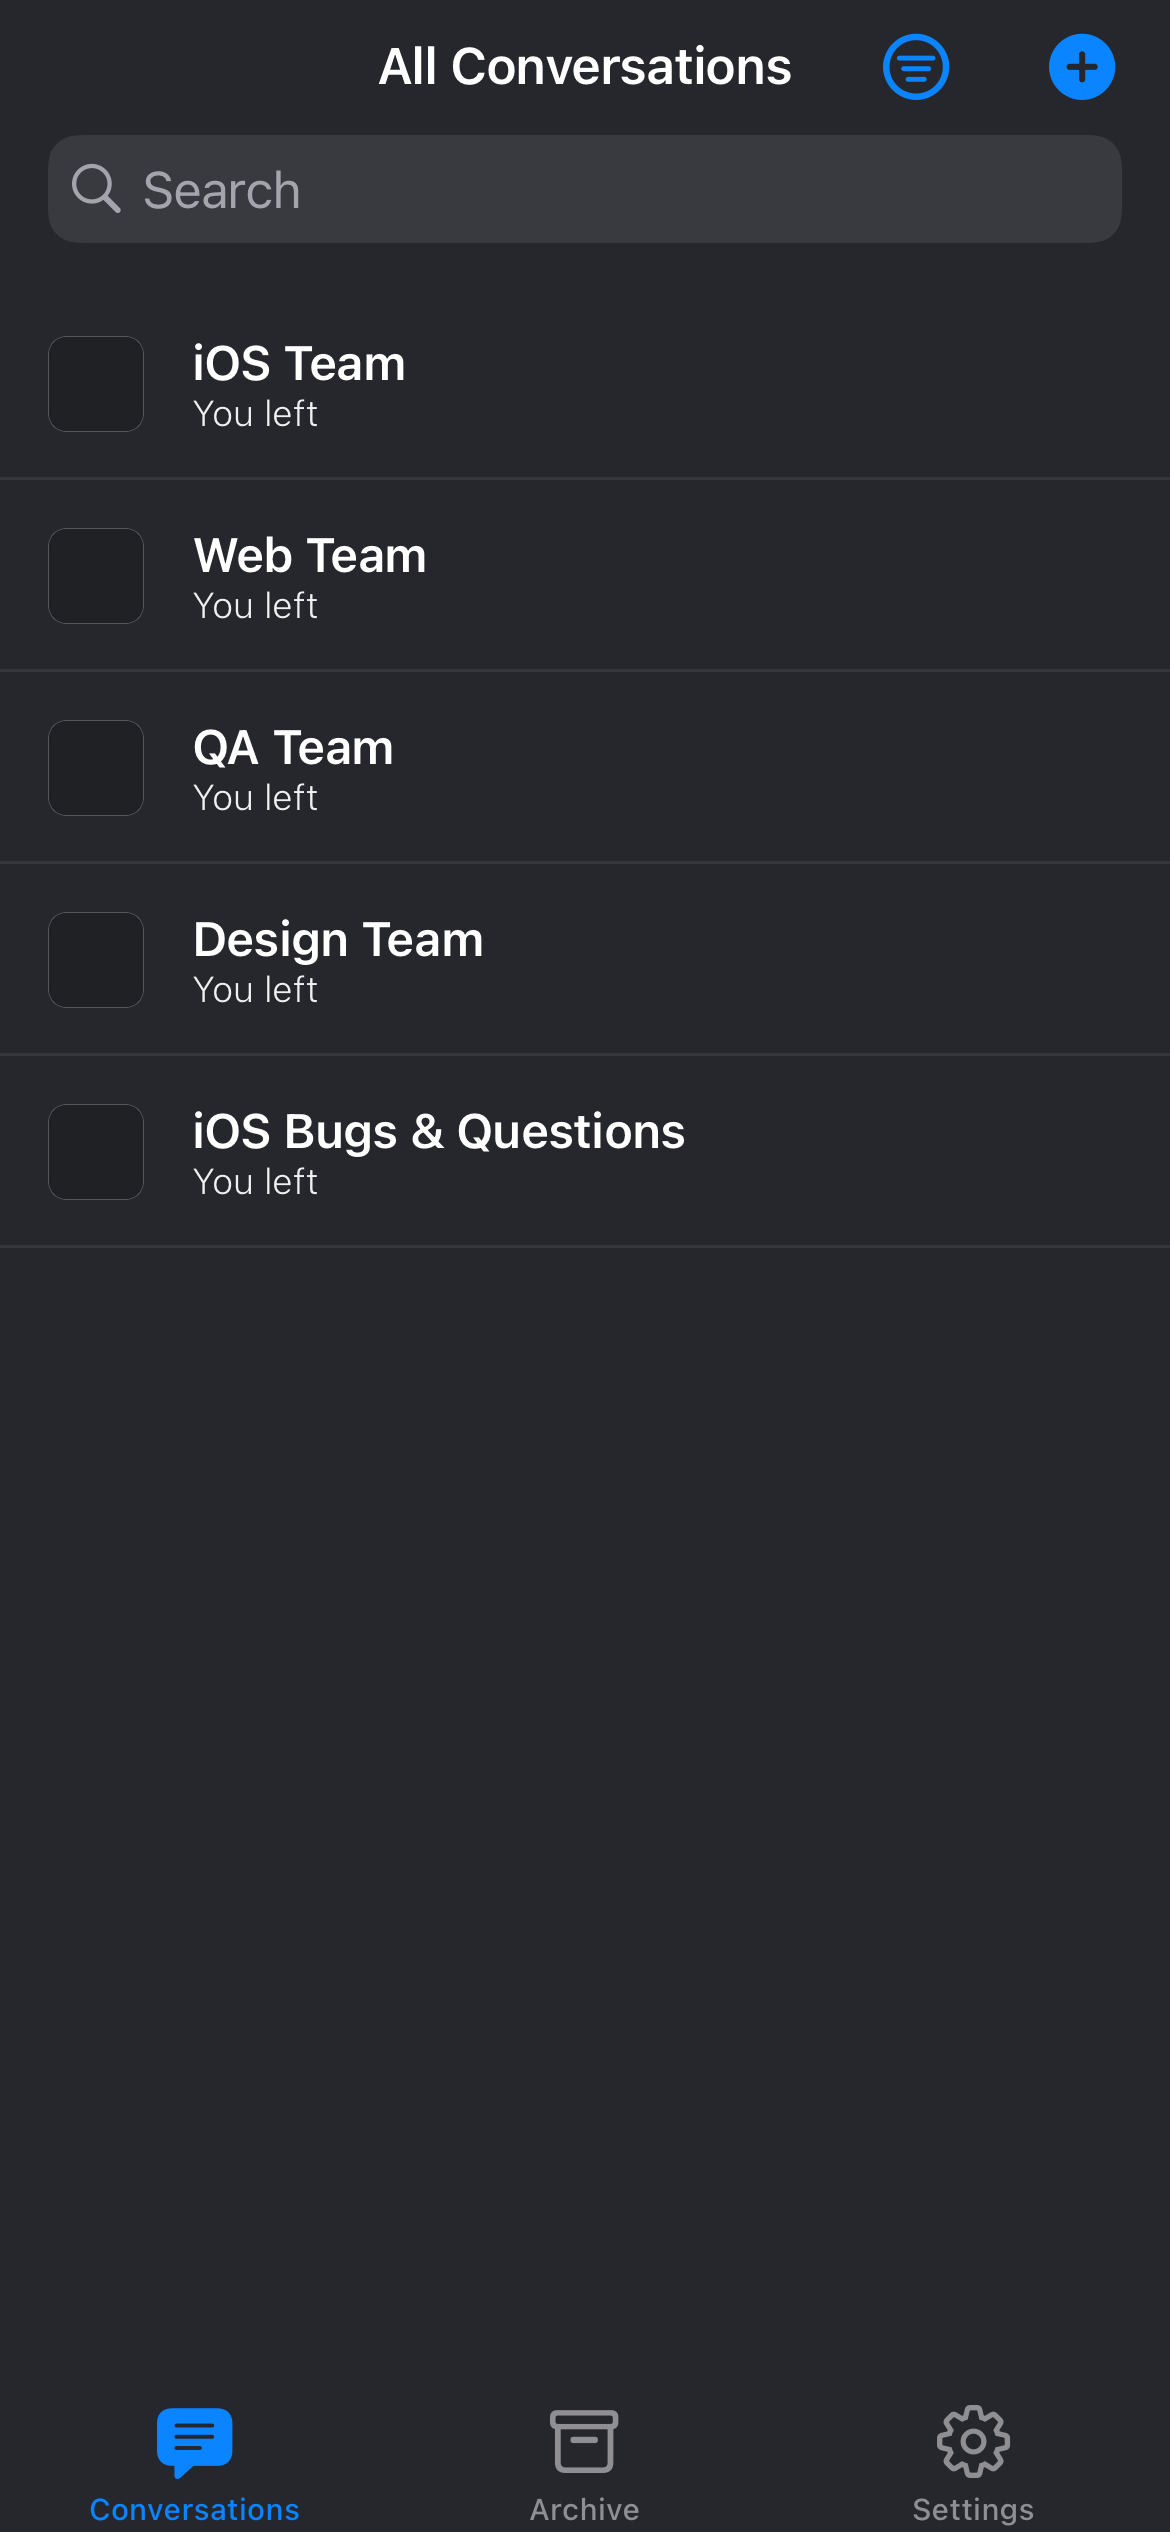 All Conversations
Search
iOS Team
You left
Web Team
You left
QA Team
You left
Design Team
You left
iOS Bugs & Questions
You left
Conversations
Archive
Settings